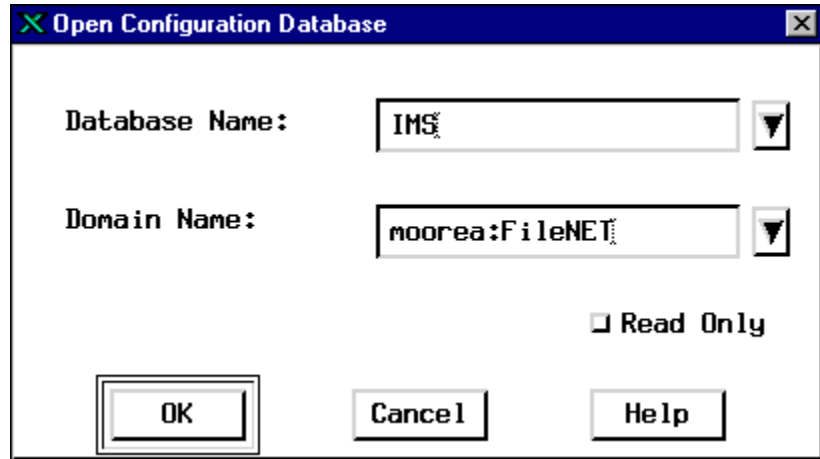 Open Configuration Database
Database Name: IMS
Domain Name: moorea:FileNET
Read Only
OK Cancel Help